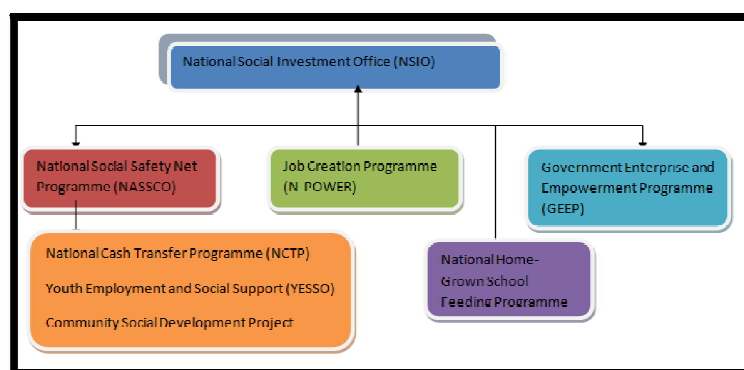 National Social Investment Office (NSIO)
National Social Safety Net
Programme (NASSCO)
Job Creation Programme
(N POWER)
Government Enterprise and
Empowerment Programme
(GEEP)
National Cash Transfer Programme (NCTP)
Youth Employment and Social Support (YESSO)
Community Social Development Project
National Home-
Grown School
Feeding Programme